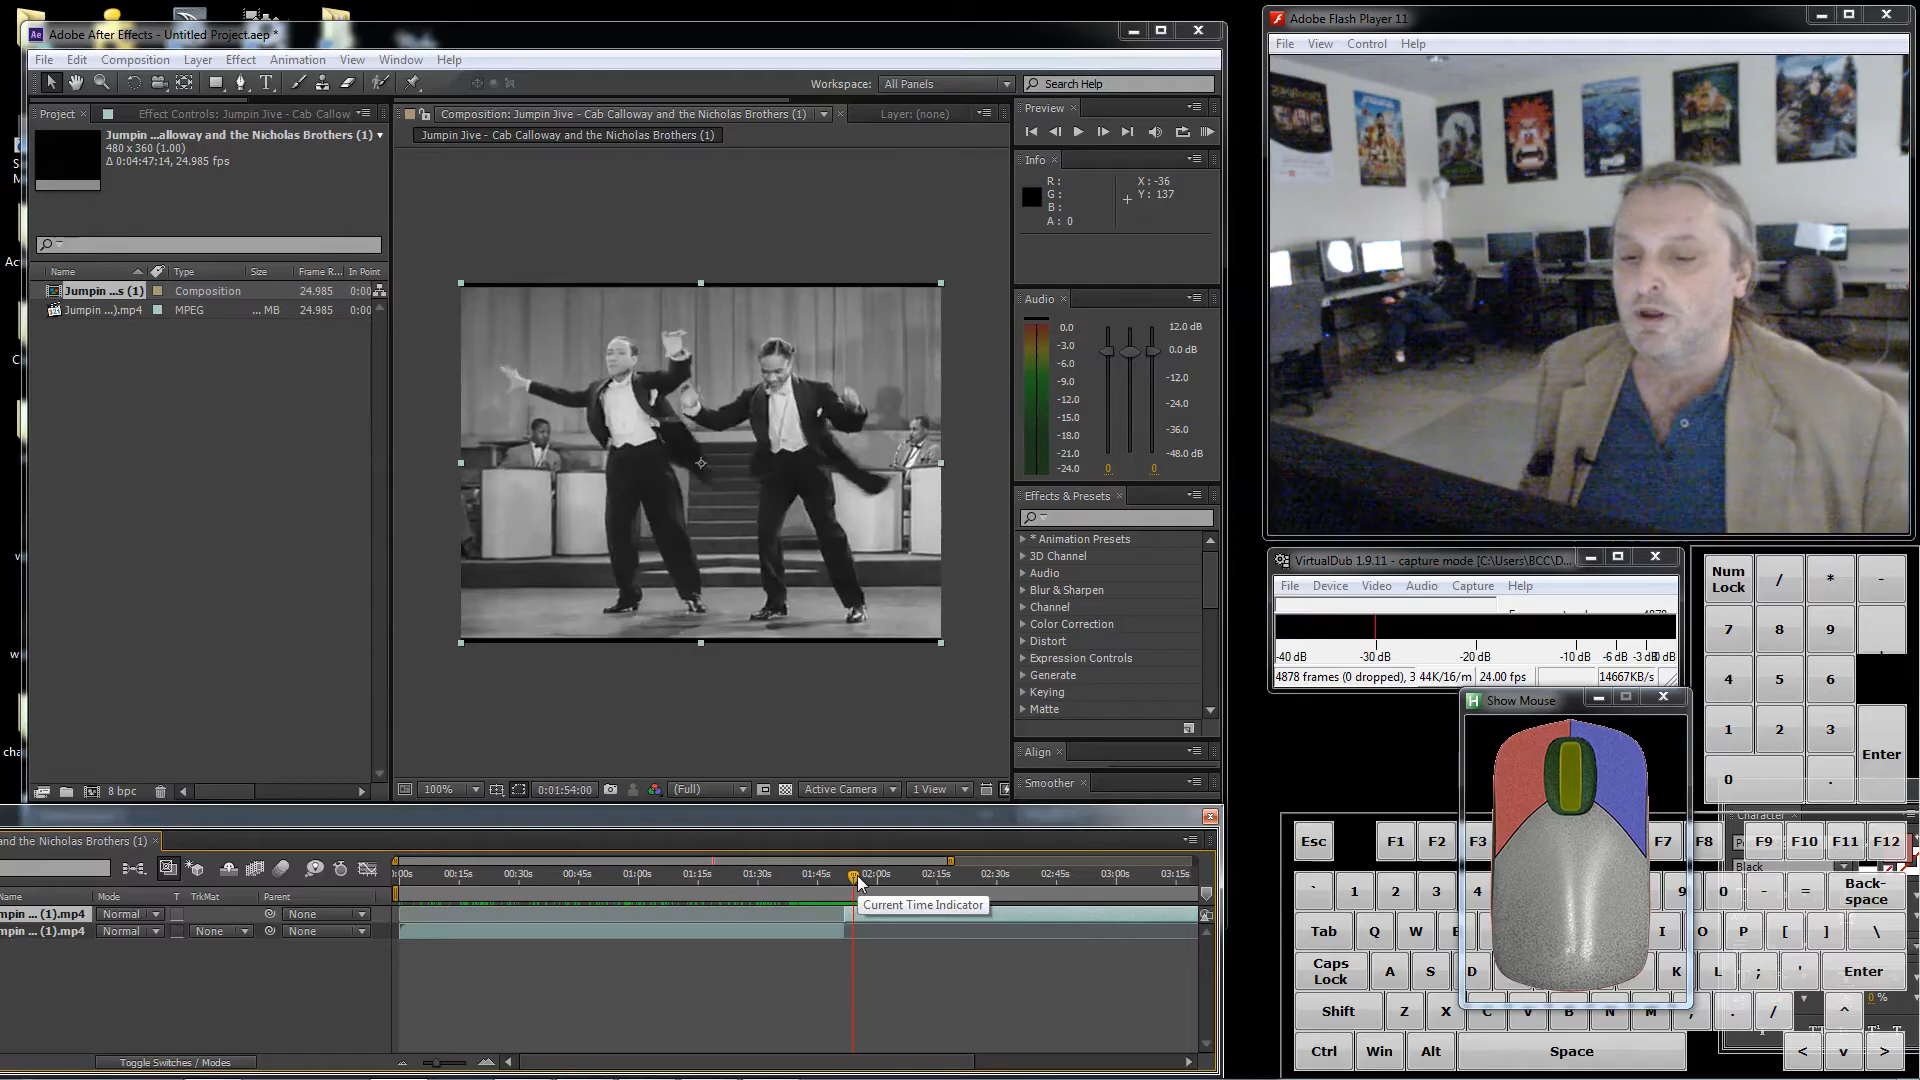 Adobe After Effects - Untitled Project.aep *
File Edit Composition Layer Effect Animation View Window Help
Workspace: All Panels Search Help
Project Effect Controls: Jumpin Jive - Cab Callow
Jumpin ...alloway and the Nicholas Brothers (1)
480 x 360 (1.00)
Δ 0:04:47:14, 24.985 fps
Name Type Size Frame R... In Point
Jumpin ...s (1) Composition 24.985 0:00
Jumpin ...).mp4 MPEG ... MB 24.985 0:00
8 bpc
Composition: Jumpin Jive - Cab Calloway and the Nicholas Brothers (1) Layer: (none)
Jumpin Jive - Cab Calloway and the Nicholas Brothers (1)
100% 0:01:54:00 (Full) Active Camera 1 View
Preview
Info
R :
G :
B :
A : 0
X : -36
Y : 137
Audio
0.0
-3.0
-6.0
-9.0
-12.0
-15.0
-18.0
-21.0
-24.0
12.0 dB
0.0 dB
-12.0
-24.0
-36.0
-48.0 dB
0 0
Effects & Presets
* Animation Presets
3D Channel
Audio
Blur & Sharpen
Channel
Color Correction
Distort
Expression Controls
Generate
Keying
Matte
Align
Smoother
and the Nicholas Brothers (1)
):00s 00:15s 00:30s 00:45s 01:00s 01:15s 01:30s 01:45s 02:00s 02:15s 02:30s 02:45s 03:00s 03:15s
Name Mode T TrkMat Parent
mpin ... (1).mp4 Normal None
mpin ... (1).mp4 Normal None None
Current Time Indicator
Toggle Switches / Modes
Adobe Flash Player 11
File View Control Help
VirtualDub 1.9.11 - capture mode [C:\Users\BCC\D...
File Device Video Audio Capture Help
-40 dB -30 dB -20 dB -10 dB -6 dB -3 dB 0 dB
4878 frames (0 dropped), 3 44K/16/m 24.00 fps 14667KB/s
Show Mouse
Num Lock / * -
7 8 9
4 5 6
1 2 3 Enter
0 .
Character
Black
Esc F1 F2 F3 F7 F8 F9 F10 F11 F12
` 1 2 3 4 9 0 - = Back-space
Tab Q W E I O P [ ] \
Caps Lock A S D K L ; ' Enter
Shift Z X C V B N M , . / ^
Ctrl Win Alt Space < v >
0 %